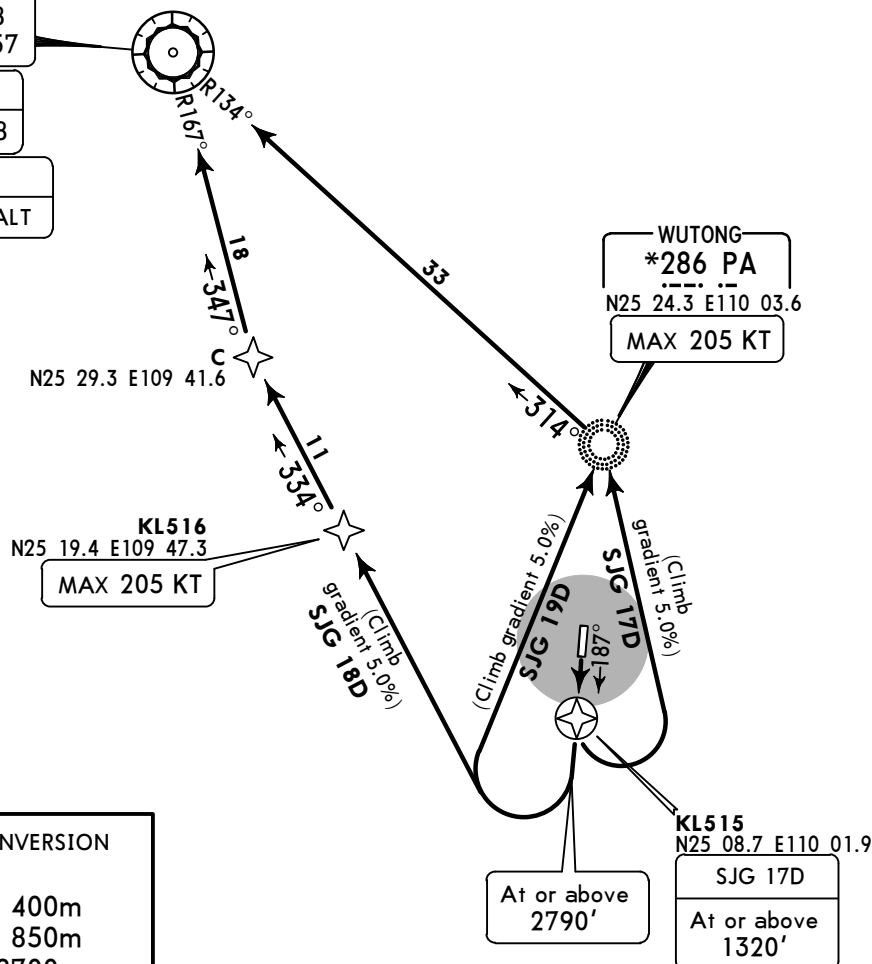 3
57
3
ALT
R134°
R167°
33
18
347°
C
N25 29.3 E109 41.6
WUTONG
*286 PA
N25 24.3 E110 03.6
MAX 205 KT
314°
11
334°
KL516
N25 19.4 E109 47.3
MAX 205 KT
(Climb
gradient 5.0%)
SJG 18D
(Climb gradient 5.0%)
SJG 19D
(Climb
gradient 5.0%)
SJG 17D
187°
KL515
N25 08.7 E110 01.9
SJG 17D
At or above
1320'
At or above
2790'
NVERSION
400m
850m